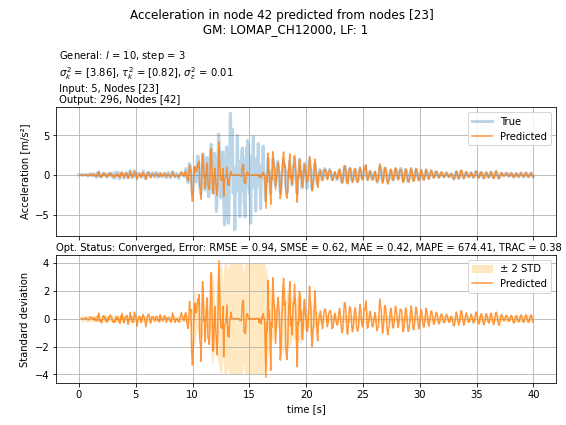 Acceleration in node 42 predicted from nodes [23]
GM: LOMAP_CH12000, LF: 1
General: l = 10, step = 3
σ²ₖ = [3.86], τ²ₖ = [0.82], σ²ε = 0.01
Input: 5, Nodes [23]
Output: 296, Nodes [42]
Acceleration [m/s²]
5
0
−5
True
Predicted
Opt. Status: Converged, Error: RMSE = 0.94, SMSE = 0.62, MAE = 0.42, MAPE = 674.41, TRAC = 0.38
Standard deviation
4
2
0
−2
−4
± 2 STD
Predicted
0 5 10 15 20 25 30 35 40
time [s]